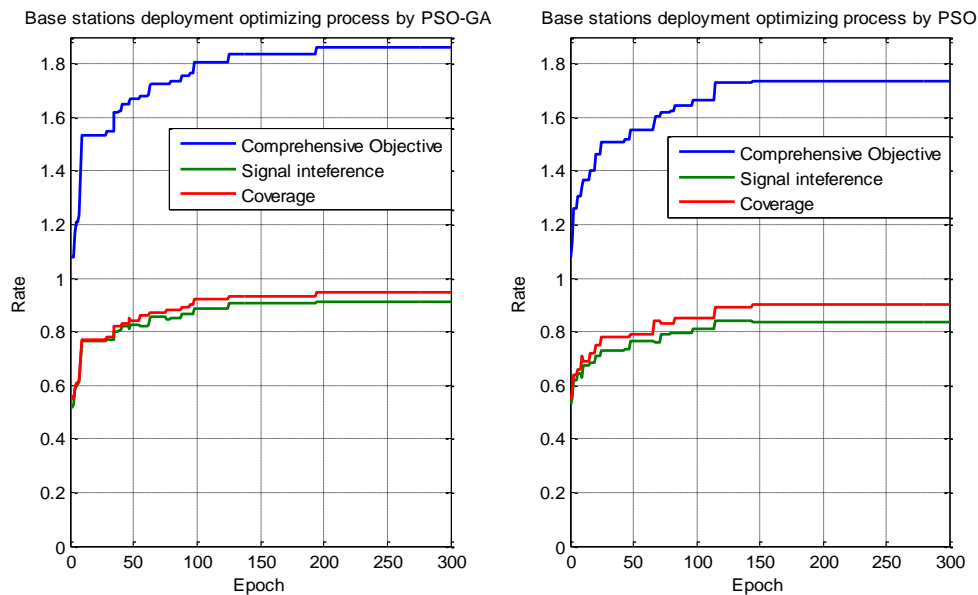 Base stations deployment optimizing process by PSO-GA
1.8
1.6
1.4
1.2
1
0.8
0.6
0.4
0.2
0
Rate
Comprehensive Objective
Signal inteference
Coverage
0 50 100 150 200 250 300
Epoch
Base stations deployment optimizing process by PSO
1.8
1.6
1.4
1.2
1
0.8
0.6
0.4
0.2
0
Rate
Comprehensive Objective
Signal inteference
Coverage
0 50 100 150 200 250 300
Epoch